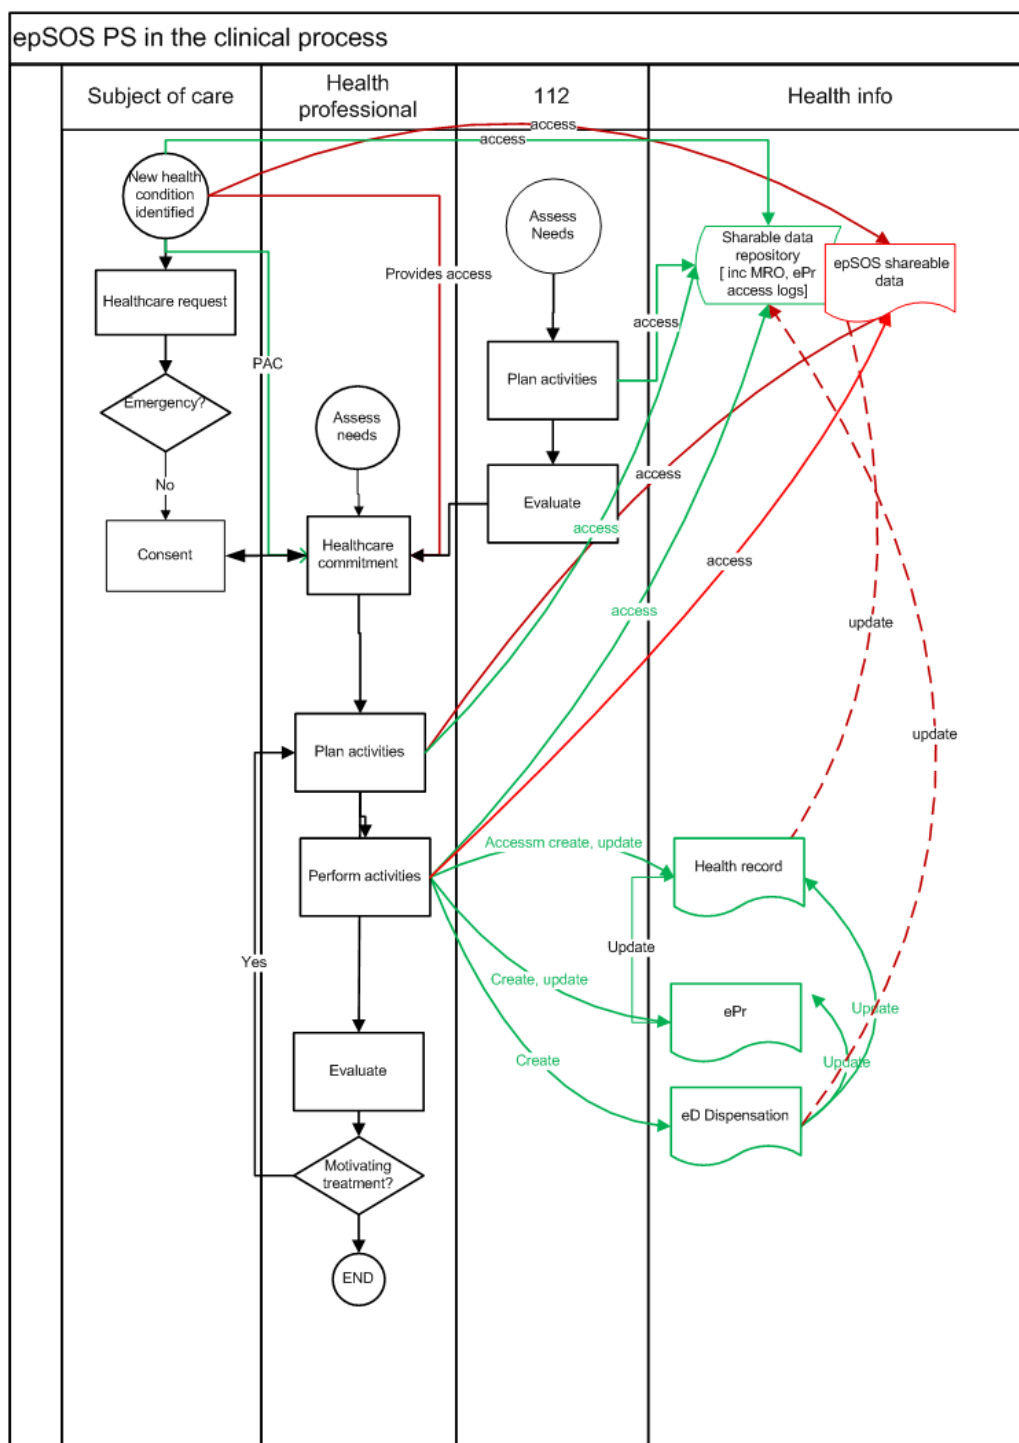 epSOS PS in the clinical process
Subject of care
Health
professional
112
Health info
access
access
New health
condition
identified
Assess
Needs
Sharable data
repository
[ inc MRO, ePr
access logs]
epSOS shareable
data
Provides access
Healthcare request
access
PAC
Plan activities
Emergency?
Assess
needs
access
No
Evaluate
access
Consent
Healthcare
commitment
access
access
update
Plan activities
update
Accessm create, update
Health record
Perform activities
Update
Yes
Create, update
ePr
Update
Create
Update
Evaluate
eD Dispensation
Motivating
treatment?
END